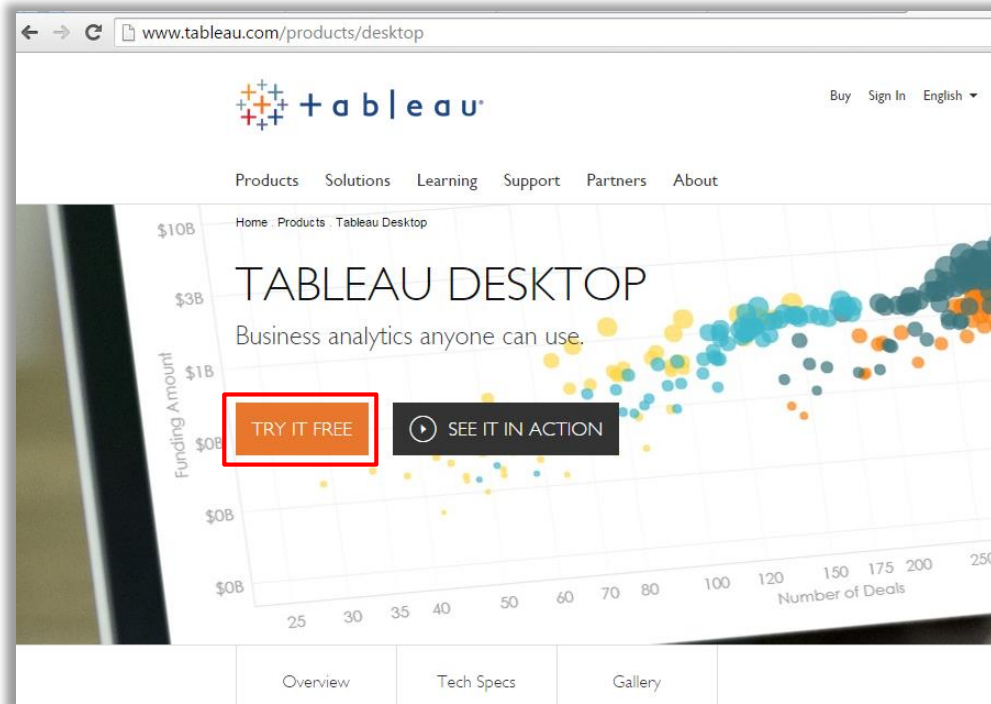 www.tableau.com/products/desktop
+ a b | e a u
Buy Sign In English
Products Solutions Learning Support Partners About
Home . Products . Tableau Desktop
TABLEAU DESKTOP
Business analytics anyone can use.
TRY IT FREE
SEE IT IN ACTION
$10B
$3B
$1B
$0B
$0B
$0B
Funding Amount
25 30 35 40 50 60 70 80 100 120 150 175 200 250
Number of Deals
Overview Tech Specs Gallery